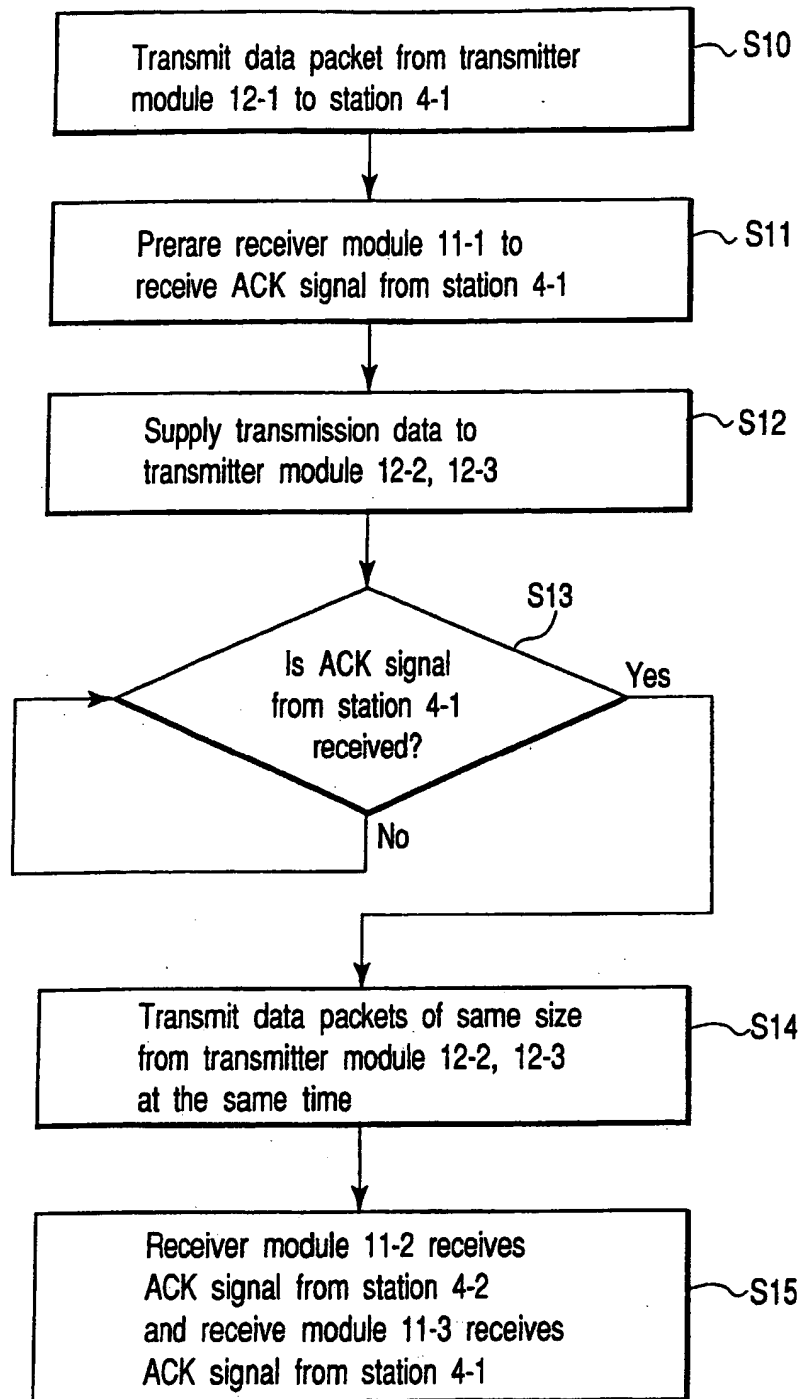 Transmit data packet from transmitter
module 12-1 to station 4-1
S10
Prerare receiver module 11-1 to
receive ACK signal from station 4-1
S11
Supply transmission data to
transmitter module 12-2, 12-3
S12
S13
Is ACK signal
from station 4-1
received?
Yes
No
Transmit data packets of same size
from transmitter module 12-2, 12-3
at the same time
S14
Receiver module 11-2 receives
ACK signal from station 4-2
and receive module 11-3 receives
ACK signal from station 4-1
S15